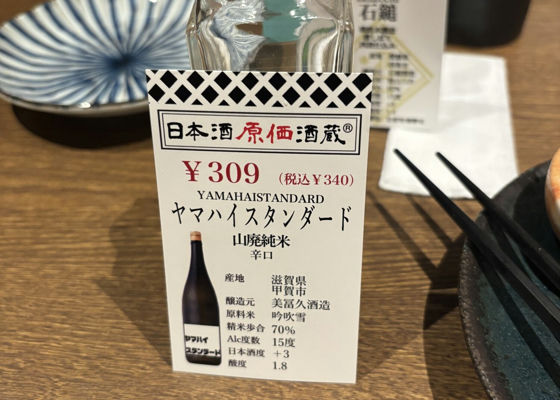 日本酒原価酒蔵®
￥309 (税込￥340)
YAMAHAISTANDARD
ヤマハイスタンダード
山廃純米
辛口
産地 滋賀県
甲賀市
醸造元 美冨久酒造
原料米 吟吹雪
精米歩合 70%
Alc度数 15度
日本酒度 +3
酸度 1.8
ヤマハイ
スタンダード
石鎚